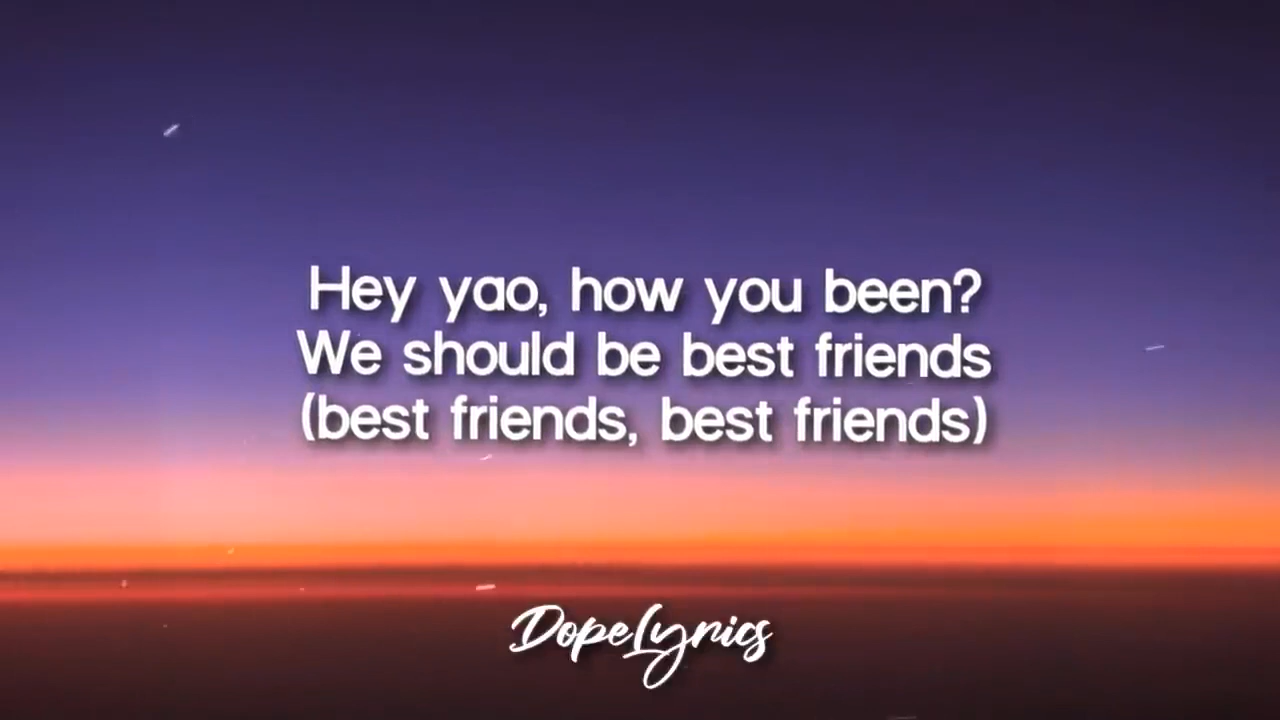 Hey yao, how you been?
We should be best friends
(best friends, best friends)
DopeLyrics